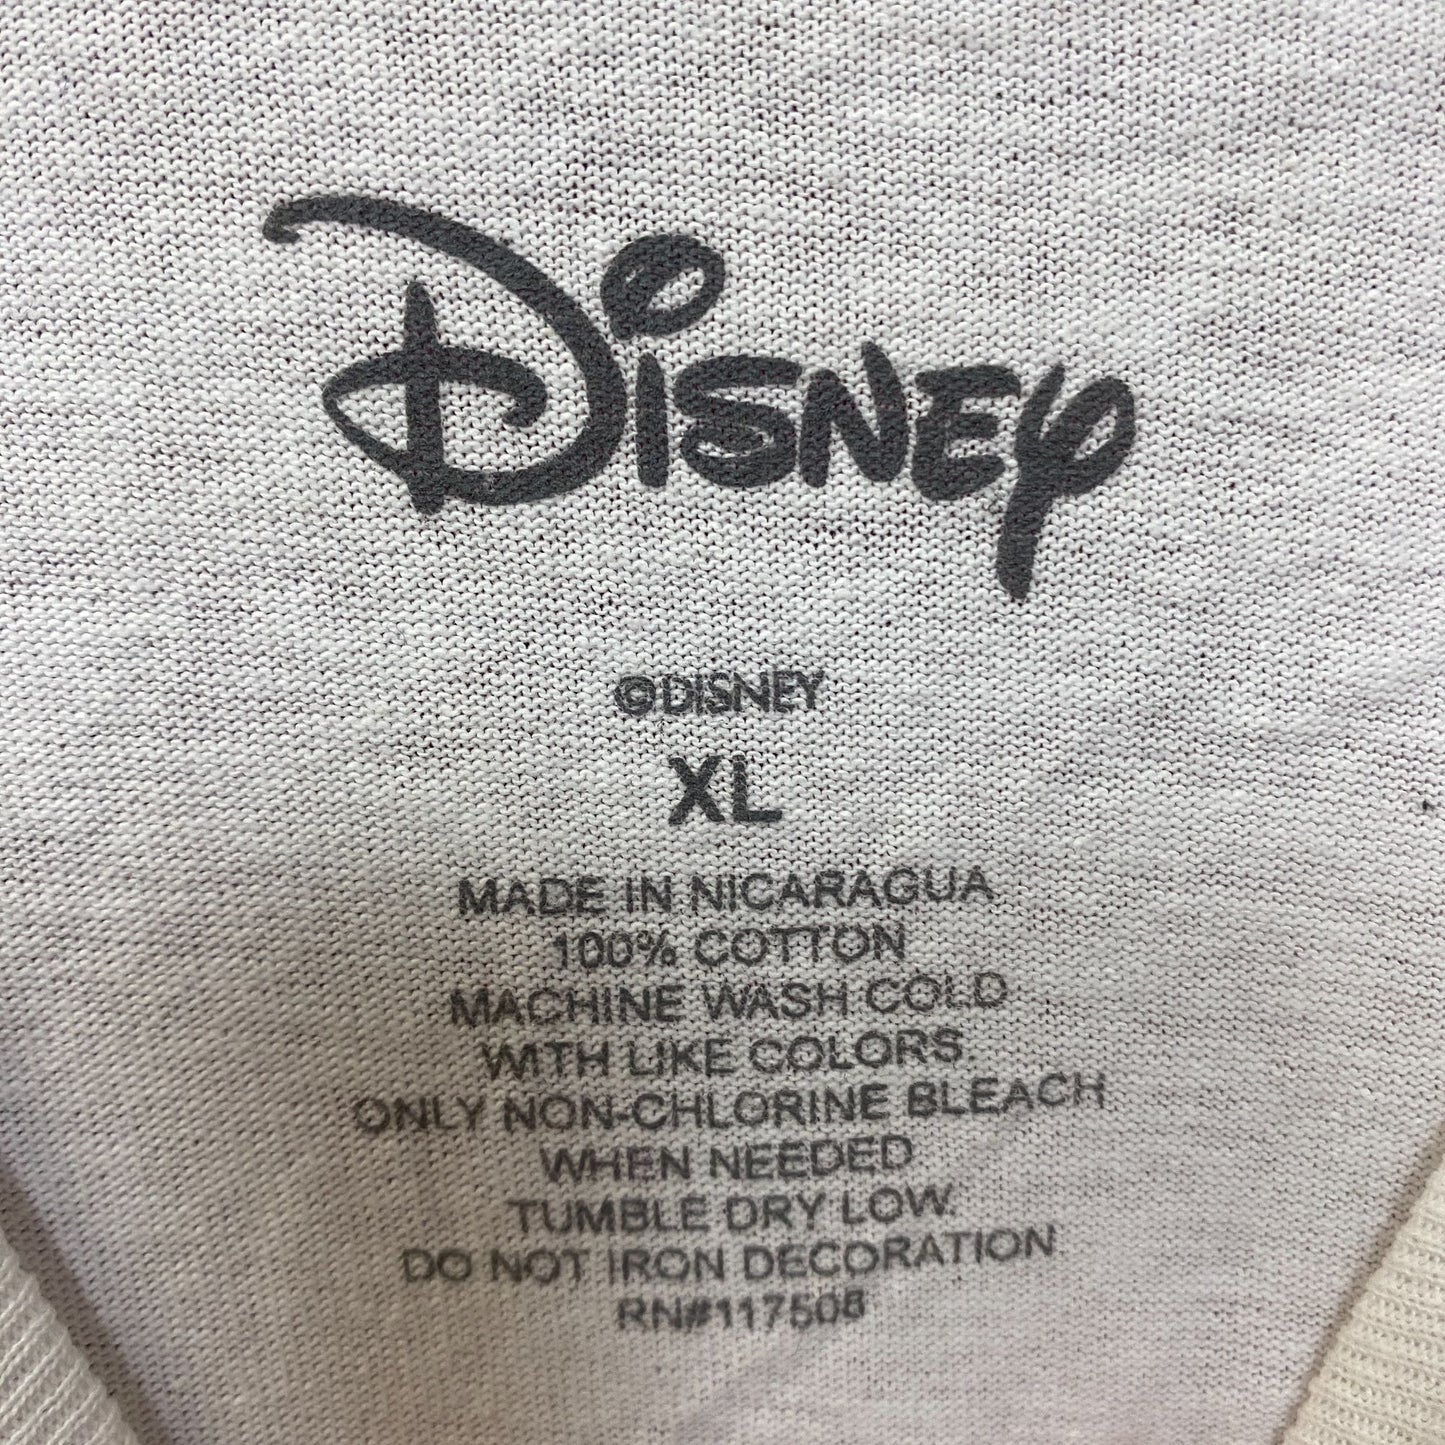 Disney
©DISNEY
XL
MADE IN NICARAGUA
100% COTTON
MACHINE WASH COLD
WITH LIKE COLORS.
ONLY NON-CHLORINE BLEACH
WHEN NEEDED
TUMBLE DRY LOW.
DO NOT IRON DECORATION
RN#117508